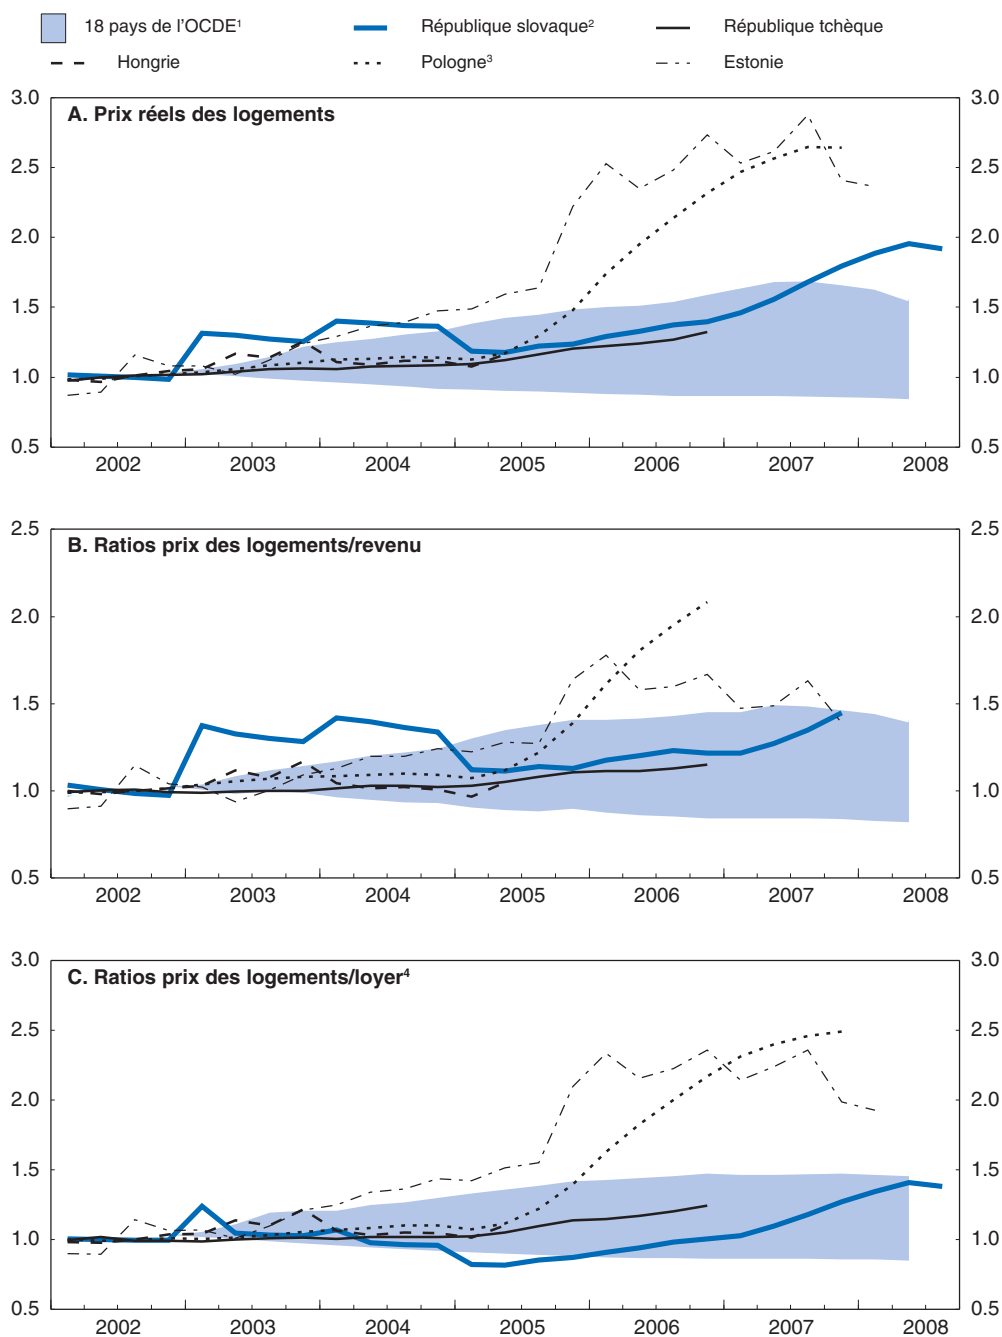 18 pays de l'OCDE¹ République slovaque² République tchèque
Hongrie Pologne³ Estonie
A. Prix réels des logements
3.0 3.0
2.5 2.5
2.0 2.0
1.5 1.5
1.0 1.0
0.5 0.5
2002 2003 2004 2005 2006 2007 2008
B. Ratios prix des logements/revenu
2.5 2.5
2.0 2.0
1.5 1.5
1.0 1.0
0.5 0.5
2002 2003 2004 2005 2006 2007 2008
C. Ratios prix des logements/loyer⁴
3.0 3.0
2.5 2.5
2.0 2.0
1.5 1.5
1.0 1.0
0.5 0.5
2002 2003 2004 2005 2006 2007 2008